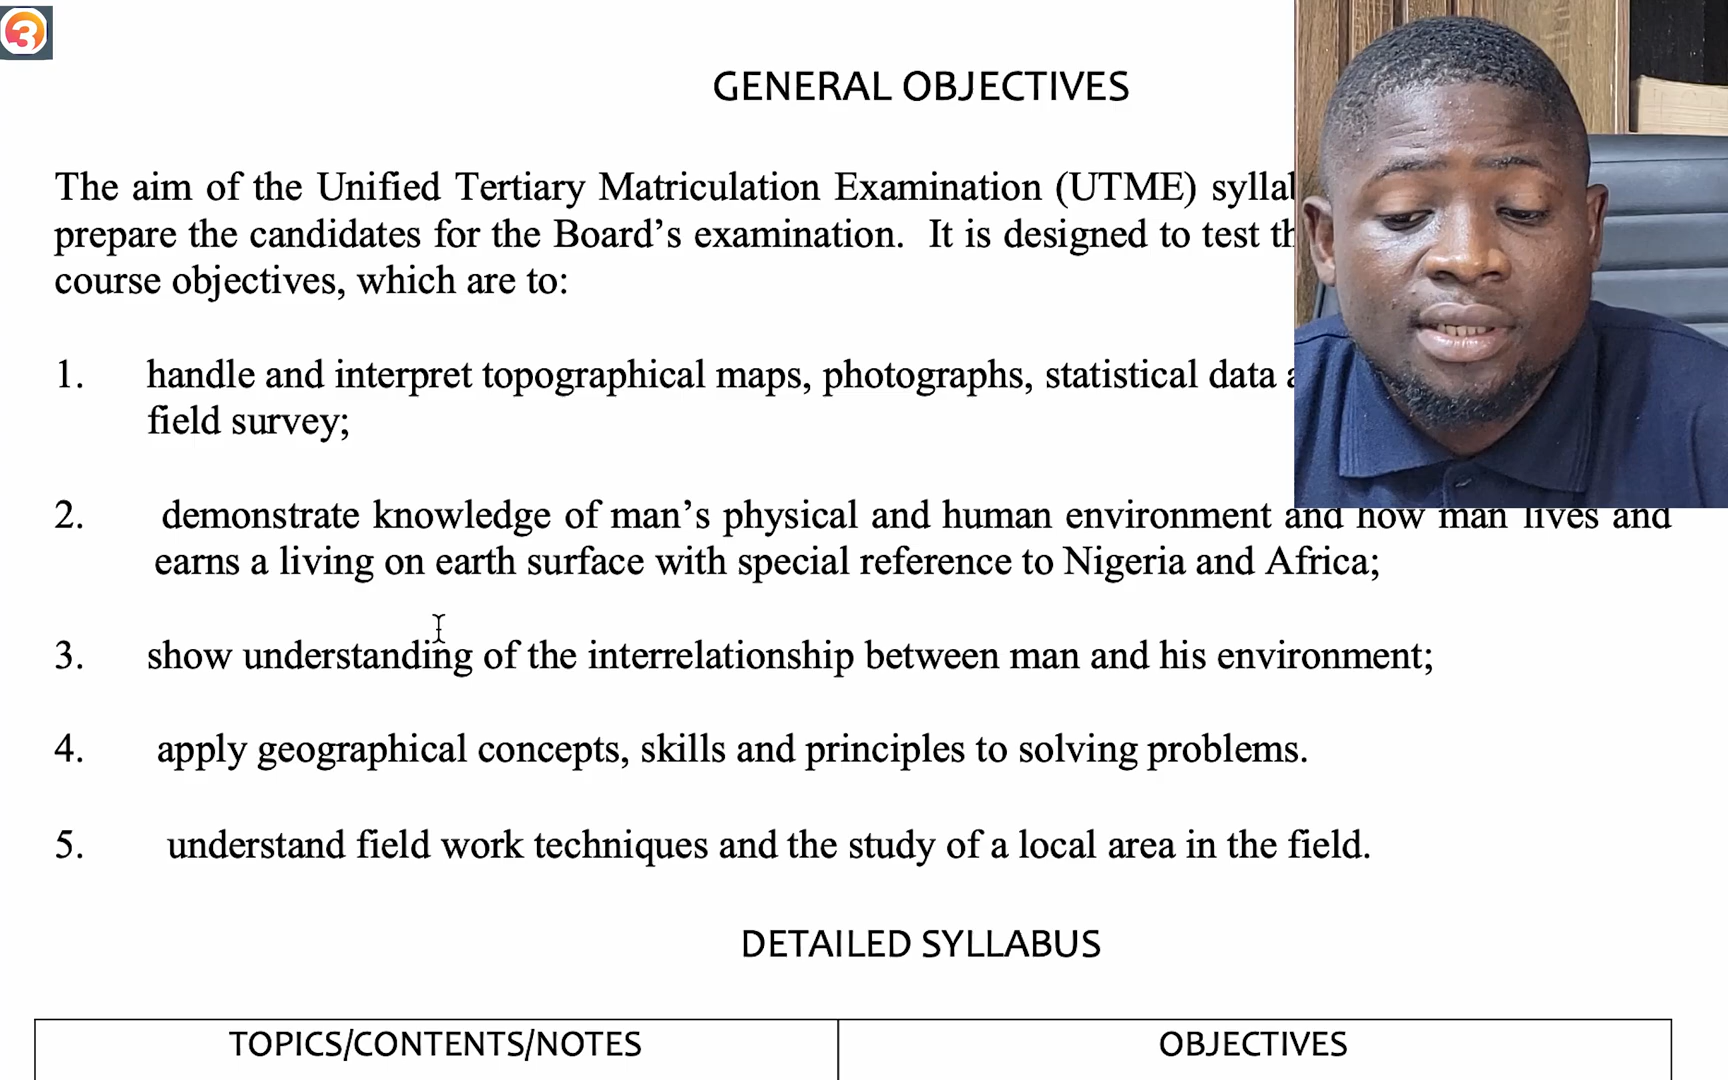 3
GENERAL OBJECTIVES
The aim of the Unified Tertiary Matriculation Examination (UTME)
prepare the candidates for the Board’s examination. It is designed to test
course objectives, which are to:
1. handle and interpret topographical maps, photographs, statistical data
field survey;
2. demonstrate knowledge of man’s physical and human environment and how man lives and
earns a living on earth surface with special reference to Nigeria and Africa;
3. show understanding of the interrelationship between man and his environment;
4. apply geographical concepts, skills and principles to solving problems.
5. understand field work techniques and the study of a local area in the field.
DETAILED SYLLABUS
TOPICS/CONTENTS/NOTES
OBJECTIVES